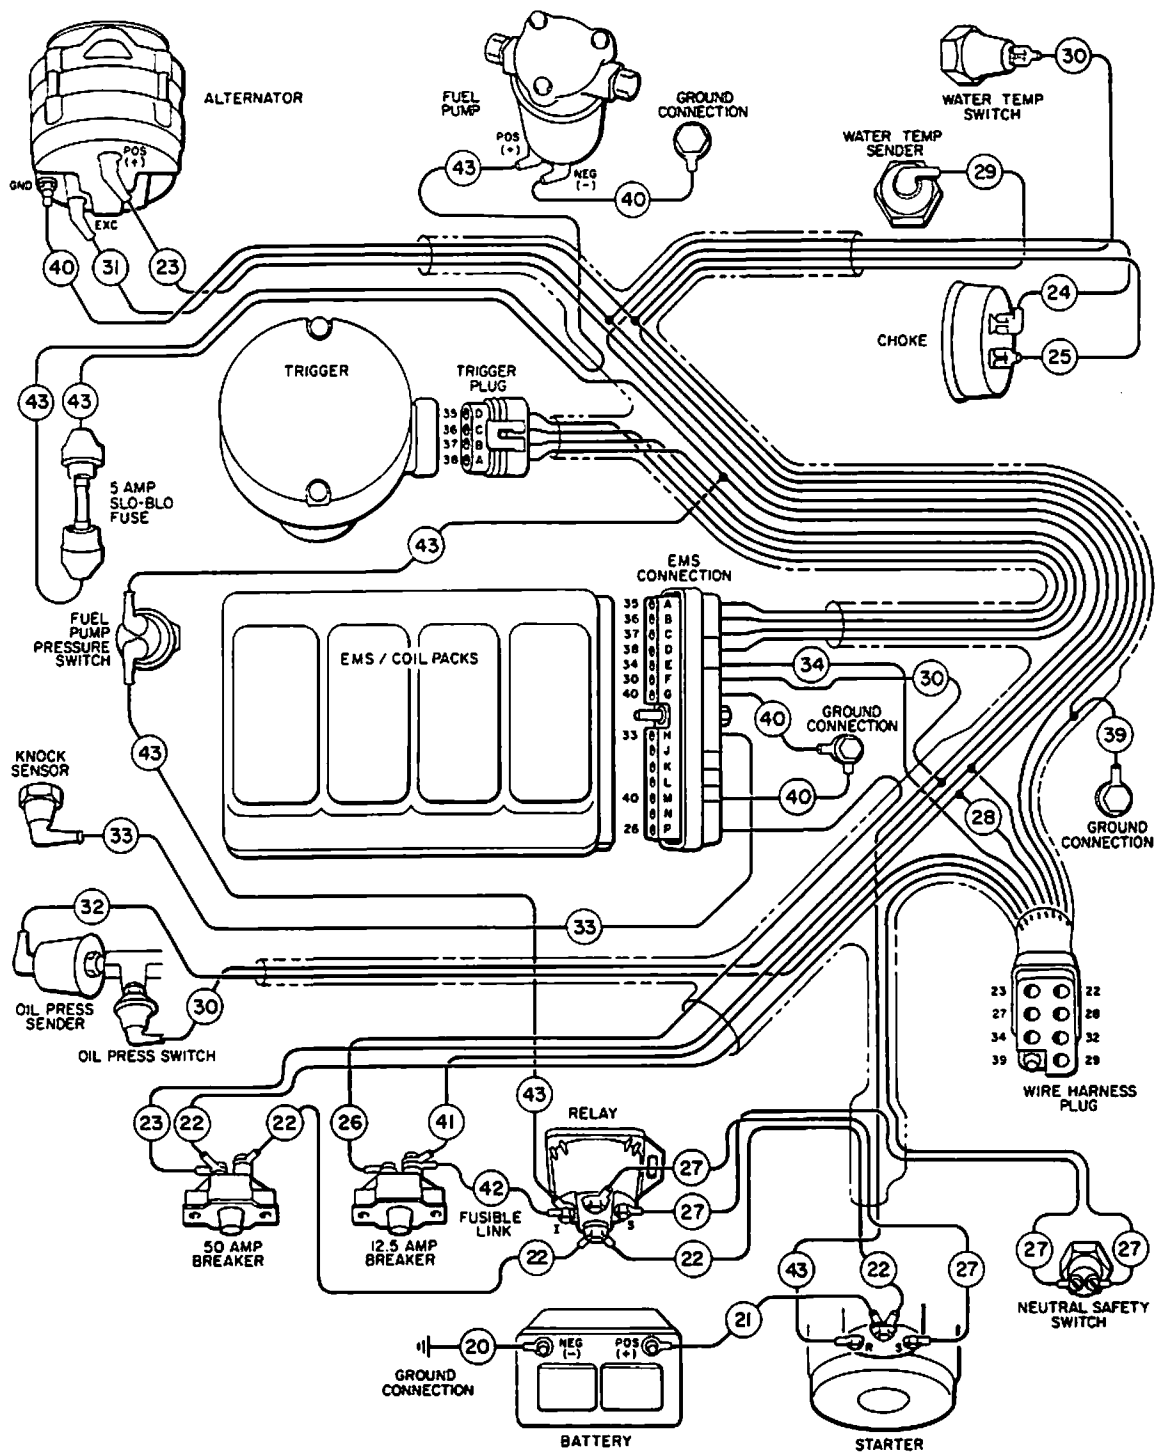 ALTERNATOR
POS
(+)
GND
EXC
40
31
23
FUEL
PUMP
POS
(+)
NEG
(-)
43
40
GROUND
CONNECTION
WATER TEMP
SWITCH
30
WATER TEMP
SENDER
29
CHOKE
24
25
43
43
5 AMP
SLO-BLO
FUSE
TRIGGER
TRIGGER
PLUG
35 D
36 C
37 B
38 A
43
FUEL
PUMP
PRESSURE
SWITCH
43
EMS / COIL PACKS
EMS
CONNECTION
35 A
36 B
37 C
38 D
34 E
30 F
40 G
33 H
J
K
L
40 M
N
26 P
34
30
40
GROUND
CONNECTION
40
39
GROUND
CONNECTION
28
KNOCK
SENSOR
33
33
32
OIL PRESS
SENDER
30
OIL PRESS SWITCH
23 22
27 28
34 32
39 29
WIRE HARNESS
PLUG
23
22
22
50 AMP
BREAKER
26
41
12.5 AMP
BREAKER
42
FUSIBLE
LINK
43
RELAY
I
S
27
27
22
22
43
22
27
27
27
NEUTRAL SAFETY
SWITCH
20
GROUND
CONNECTION
NEG
(-)
POS
(+)
21
BATTERY
R
S
STARTER